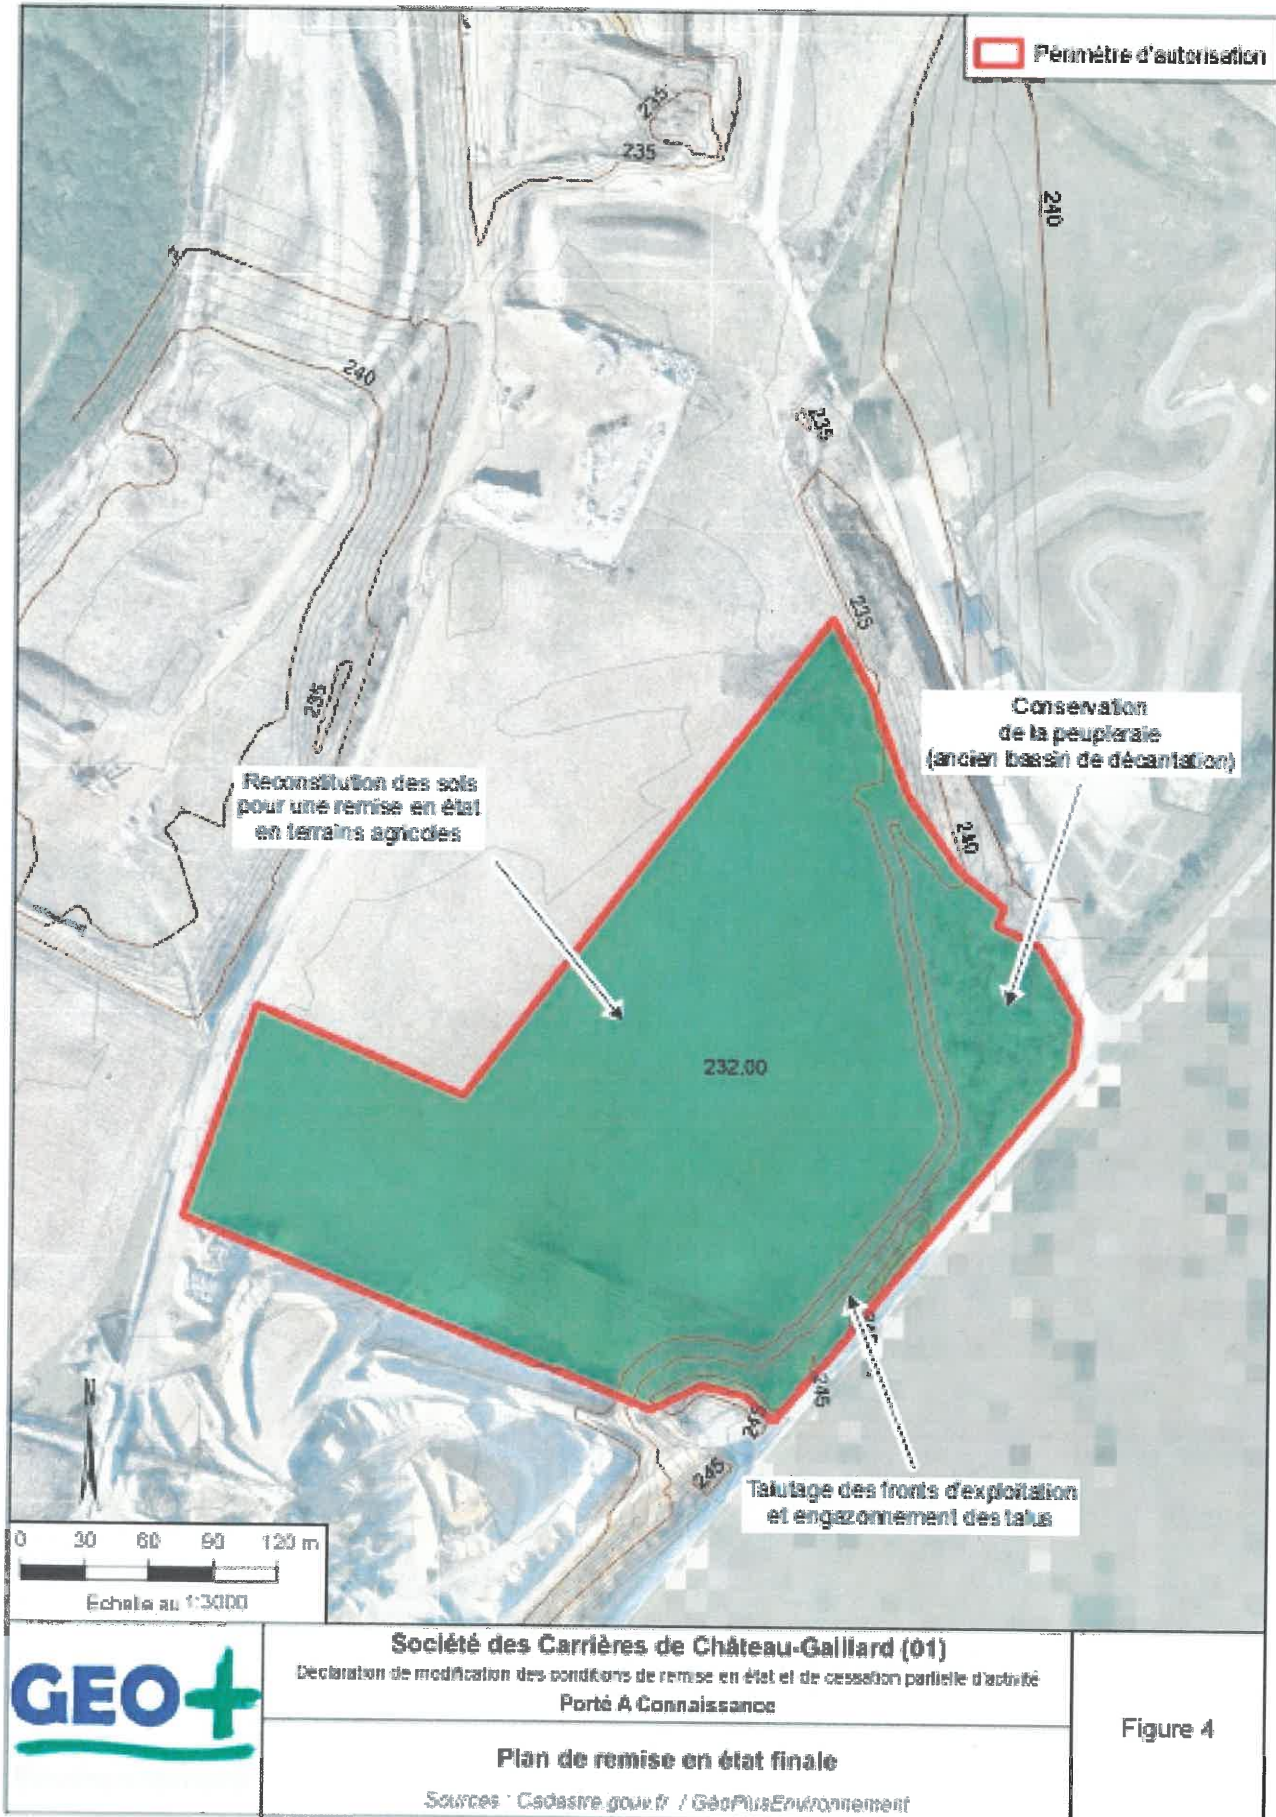 Périmètre d'autorisation
235
235
240
240
235
235
235
Conservation
de la peupleraie
(ancien bassin de décantation)
Reconstitution des sols
pour une remise en état
en terrains agricoles
240
232.00
245
245
245
245
Talutage des fronts d'exploitation
et engazonnement des talus
N
0 30 60 90 120 m
Echelle au 1:3000
GEO+
Société des Carrières de Château-Gaillard (01)
Déclaration de modification des conditions de remise en état et de cessation partielle d'activité
Porté A Connaissance
Plan de remise en état finale
Sources : Cadastre.gouv.fr / GéoPlusEnvironnement
Figure 4